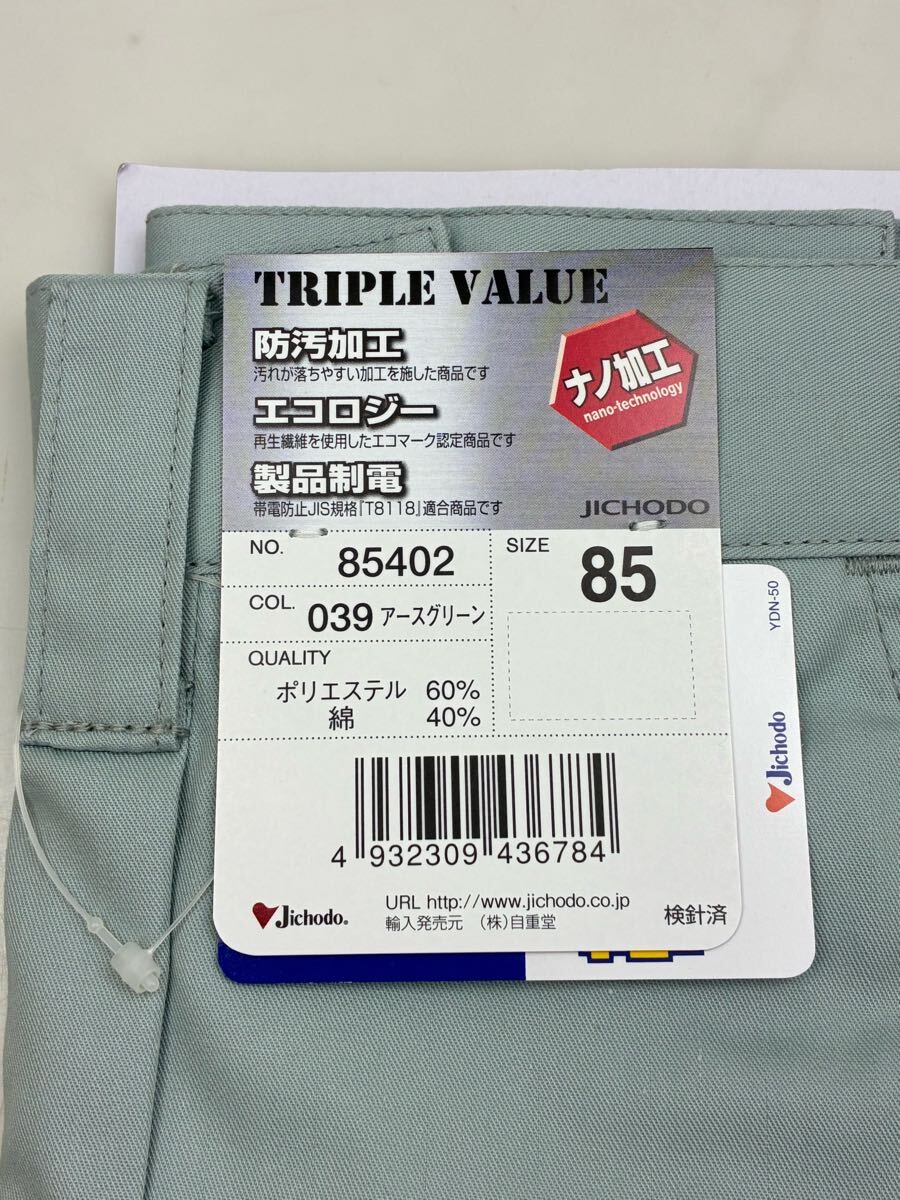 TRIPLE VALUE
防汚加工
汚れが落ちやすい加工を施した商品です
エコロジー
再生繊維を使用したエコマーク認定商品です
製品制電
帯電防止JIS規格『T8118』適合商品です
ナノ加工
nano-technology
JICHODO
NO. 85402
COL. 039 アースグリーン
SIZE 85
QUALITY
ポリエステル 60%
綿 40%
4 932309 436784
Jichodo.
URL http://www.jichodo.co.jp
輸入発売元 (株)自重堂
検針済
YDN-50
Jichodo